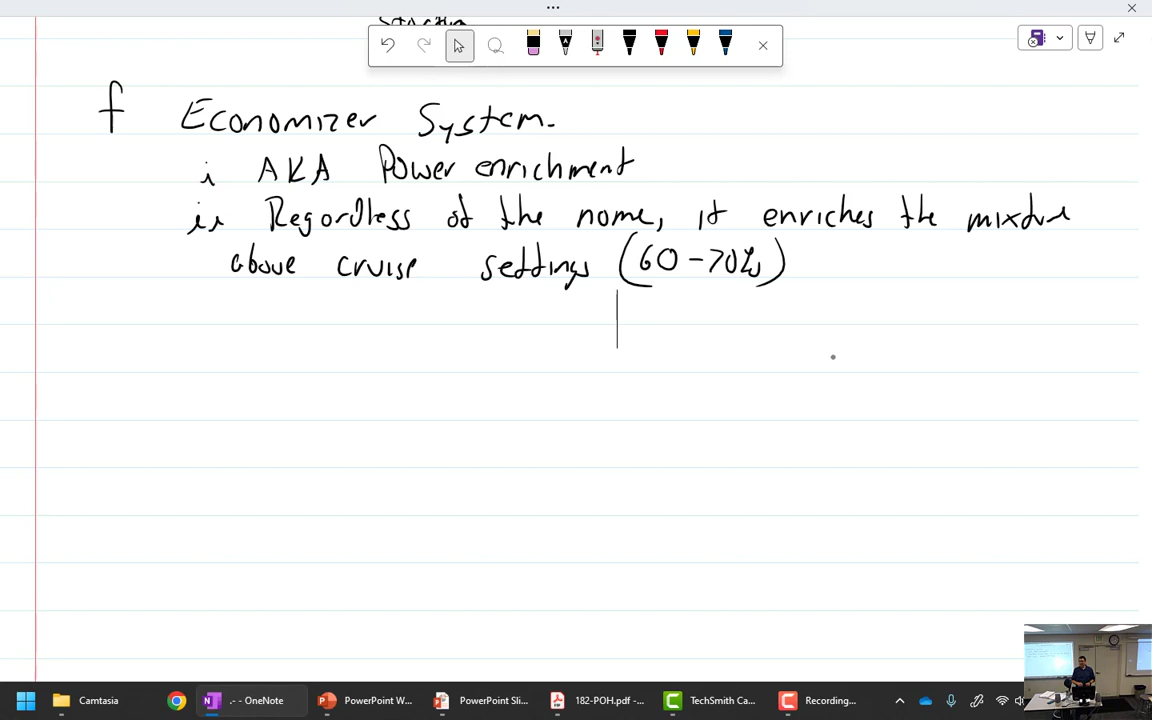 f Economizer System.
i AKA Power enrichment
ii Regardless of the name, it enriches the mixture
above cruise settings (60-70%)
Camtasia
.- - OneNote
PowerPoint W...
PowerPoint Sli...
182-POH.pdf -...
TechSmith Ca...
Recording...